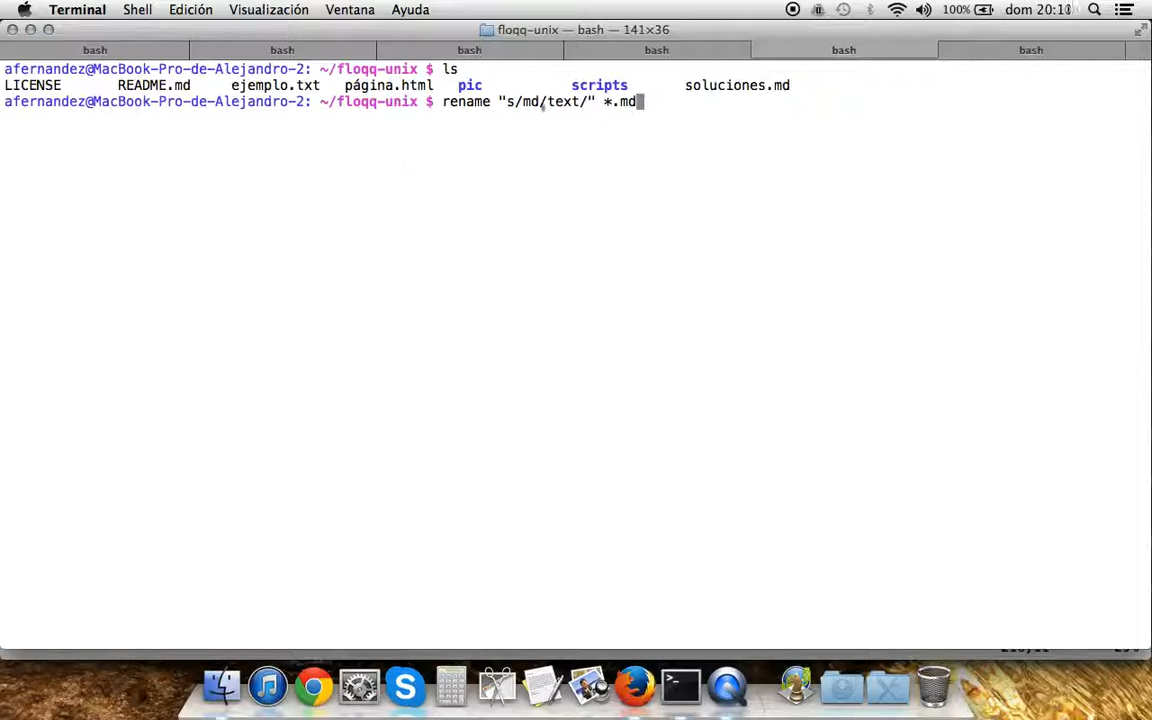 Terminal Shell Edición Visualización Ventana Ayuda 100% dom 20:10
floqq-unix — bash — 141×36
bash bash bash bash bash bash
afernandez@MacBook-Pro-de-Alejandro-2: ~/floqq-unix $ ls
LICENSE README.md ejemplo.txt página.html pic scripts soluciones.md
afernandez@MacBook-Pro-de-Alejandro-2: ~/floqq-unix $ rename "s/md/text/" *.md